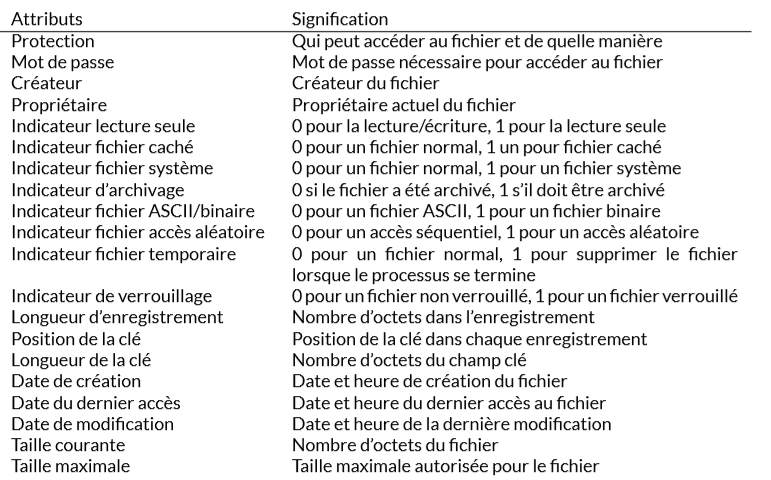 Attributs Signification
Protection Qui peut accéder au fichier et de quelle manière
Mot de passe Mot de passe nécessaire pour accéder au fichier
Créateur Créateur du fichier
Propriétaire Propriétaire actuel du fichier
Indicateur lecture seule 0 pour la lecture/écriture, 1 pour la lecture seule
Indicateur fichier caché 0 pour un fichier normal, 1 un pour fichier caché
Indicateur fichier système 0 pour un fichier normal, 1 pour un fichier système
Indicateur d’archivage 0 si le fichier a été archivé, 1 s’il doit être archivé
Indicateur fichier ASCII/binaire 0 pour un fichier ASCII, 1 pour un fichier binaire
Indicateur fichier accès aléatoire 0 pour un accès séquentiel, 1 pour un accès aléatoire
Indicateur fichier temporaire 0 pour un fichier normal, 1 pour supprimer le fichier
lorsque le processus se termine
Indicateur de verrouillage 0 pour un fichier non verrouillé, 1 pour un fichier verrouillé
Longueur d’enregistrement Nombre d’octets dans l’enregistrement
Position de la clé Position de la clé dans chaque enregistrement
Longueur de la clé Nombre d’octets du champ clé
Date de création Date et heure de création du fichier
Date du dernier accès Date et heure du dernier accès au fichier
Date de modification Date et heure de la dernière modification
Taille courante Nombre d’octets du fichier
Taille maximale Taille maximale autorisée pour le fichier